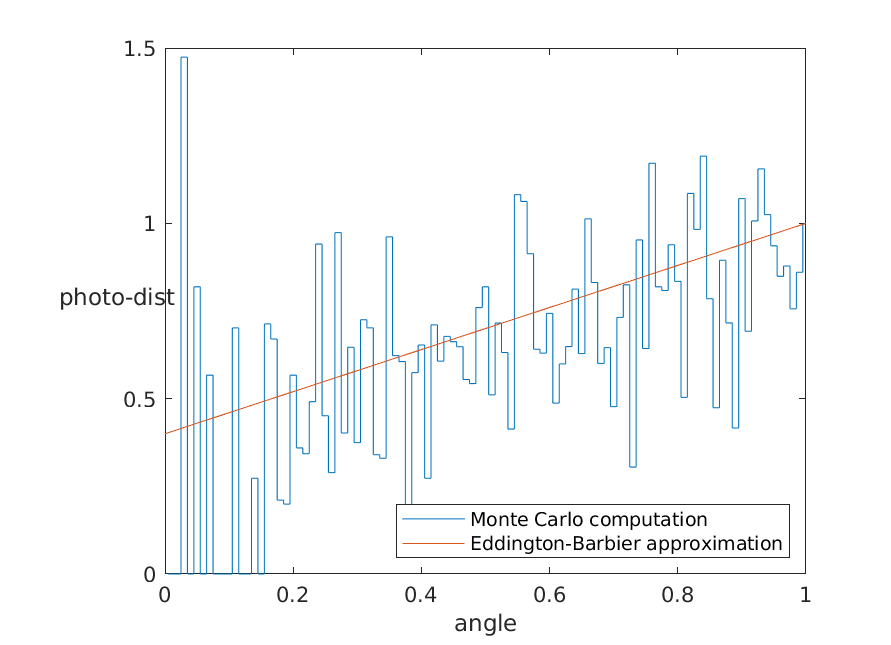 1.5
1
photo-dist
0.5
0
Monte Carlo computation
Eddington-Barbier approximation
0 0.2 0.4 0.6 0.8 1
angle